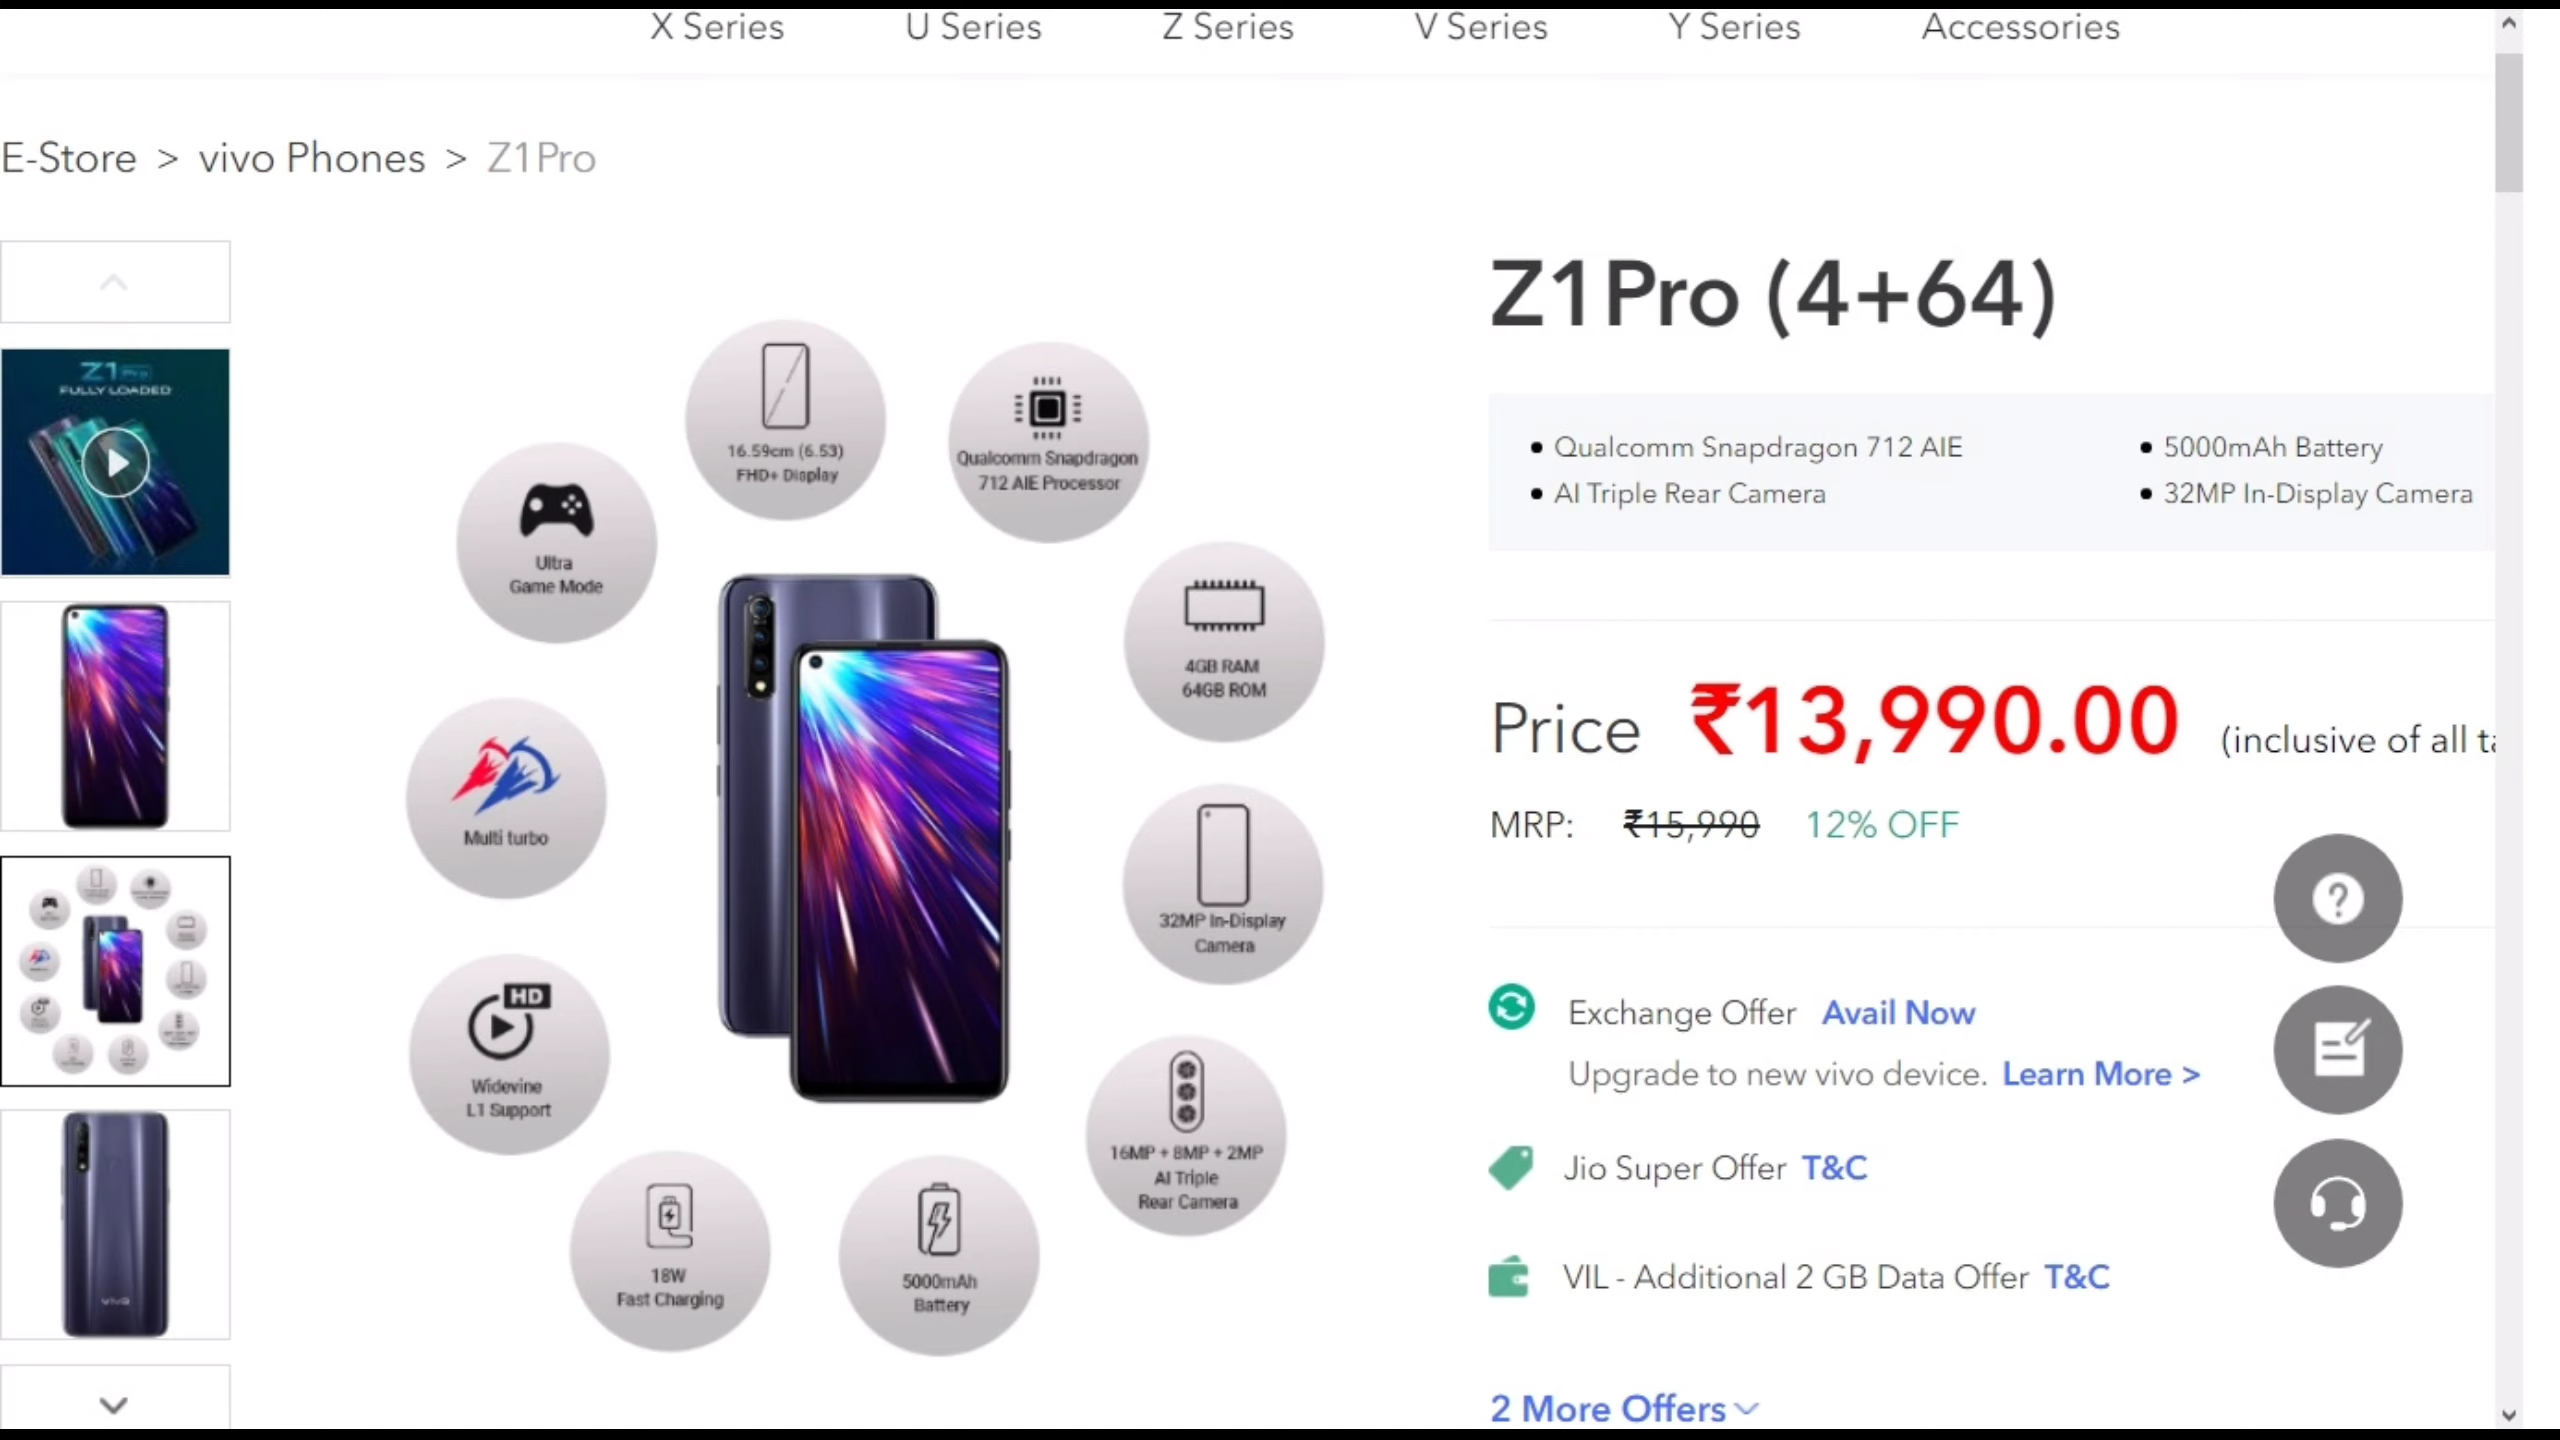 X Series U Series Z Series V Series Y Series Accessories
E-Store > vivo Phones > Z1Pro
Z1 Pro
FULLY LOADED
16.59cm (6.53)
FHD+ Display
Qualcomm Snapdragon
712 AIE Processor
Ultra
Game Mode
4GB RAM
64GB ROM
Multi turbo
32MP In-Display
Camera
HD
Widevine
L1 Support
16MP + 8MP + 2MP
AI Triple
Rear Camera
18W
Fast Charging
5000mAh
Battery
vivo
Z1Pro (4+64)
Qualcomm Snapdragon 712 AIE
5000mAh Battery
AI Triple Rear Camera
32MP In-Display Camera
Price ₹13,990.00 (inclusive of all
MRP: ₹15,990 12% OFF
Exchange Offer Avail Now
Upgrade to new vivo device. Learn More >
Jio Super Offer T&C
VIL - Additional 2 GB Data Offer T&C
2 More Offers